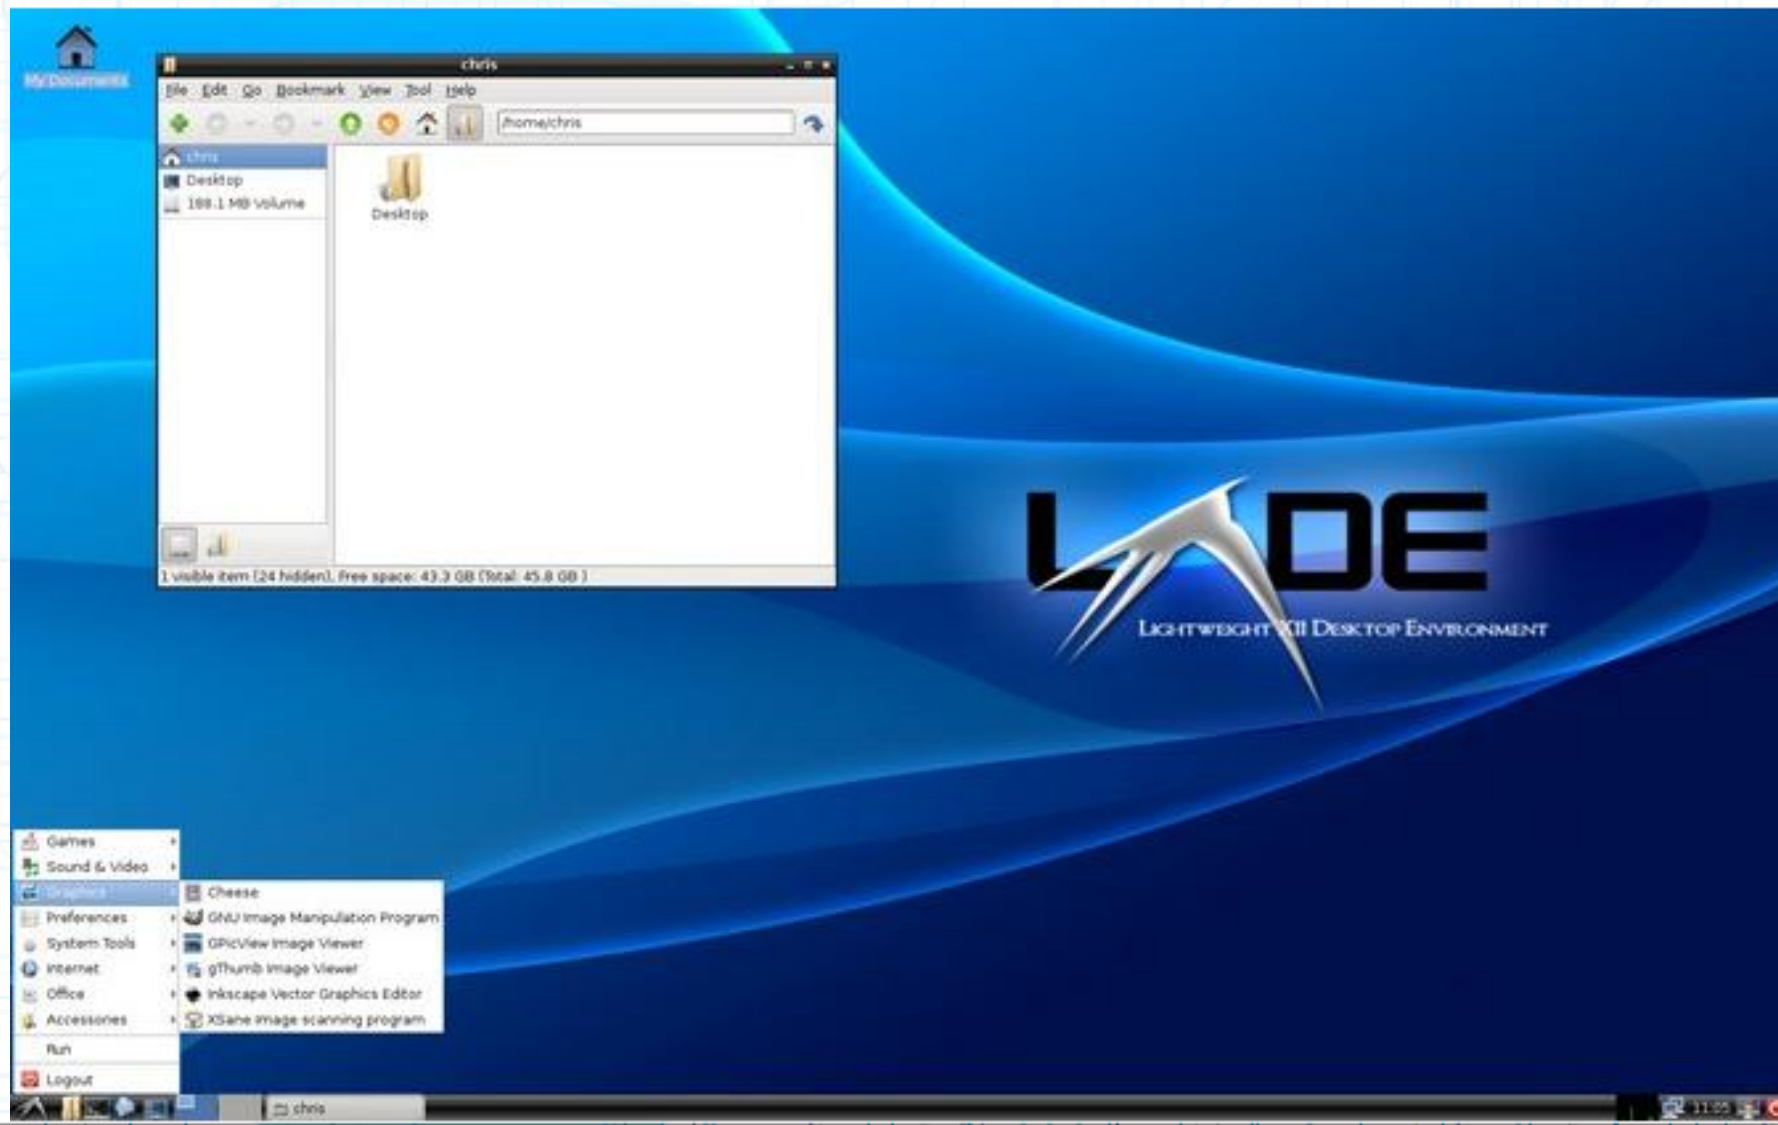 My Documents
chris
File Edit Go Bookmark View Tool Help
/home/chris
chris
Desktop
188.1 MB Volume
Desktop
1 visible item (24 hidden), Free space: 43.3 GB (Total: 45.8 GB )
LXDE
LIGHTWEIGHT X11 DESKTOP ENVIRONMENT
Games
Sound & Video
Graphics
Preferences
System Tools
Internet
Office
Accessories
Run
Logout
Cheese
GNU Image Manipulation Program
GPicView Image Viewer
gThumb Image Viewer
Inkscape Vector Graphics Editor
XSane Image scanning program
chris
11:05